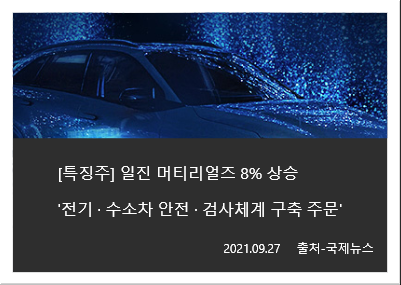 [특징주] 일진 머티리얼즈 8% 상승
'전기 · 수소차 안전 · 검사체계 구축 주문'
2021.09.27 출처-국제뉴스